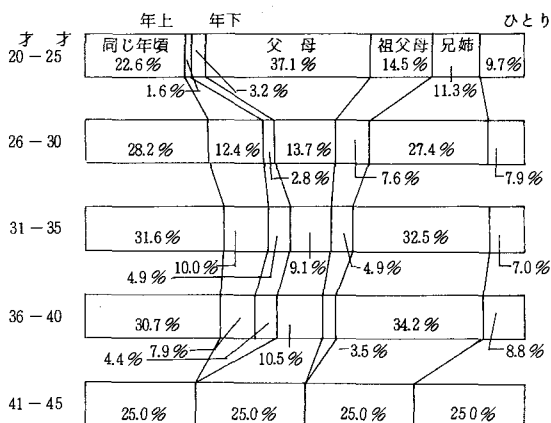 年上 年下 ひとり
才 才 同じ年頃 父母 祖父母 兄姉
20－25 22.6% 37.1% 14.5% 9.7%
1.6% 3.2% 11.3%
26－30 28.2% 12.4% 13.7% 27.4%
2.8% 7.6% 7.9%
31－35 31.6% 32.5%
4.9% 10.0% 9.1% 4.9% 7.0%
36－40 30.7% 34.2%
4.4% 7.9% 10.5% 3.5% 8.8%
41－45 25.0% 25.0% 25.0% 25.0%